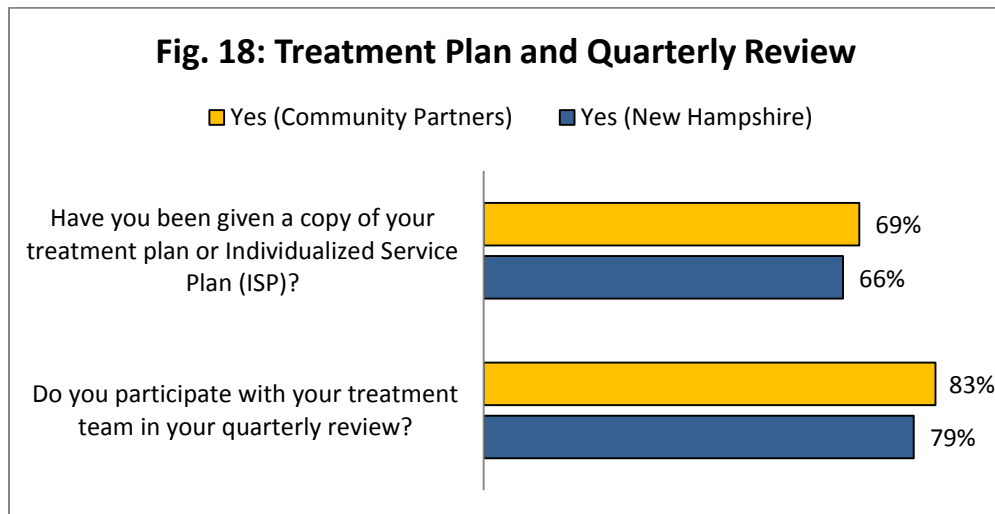 Fig. 18: Treatment Plan and Quarterly Review
Yes (Community Partners) Yes (New Hampshire)
Have you been given a copy of your
treatment plan or Individualized Service
Plan (ISP)?
69%
66%
Do you participate with your treatment
team in your quarterly review?
83%
79%